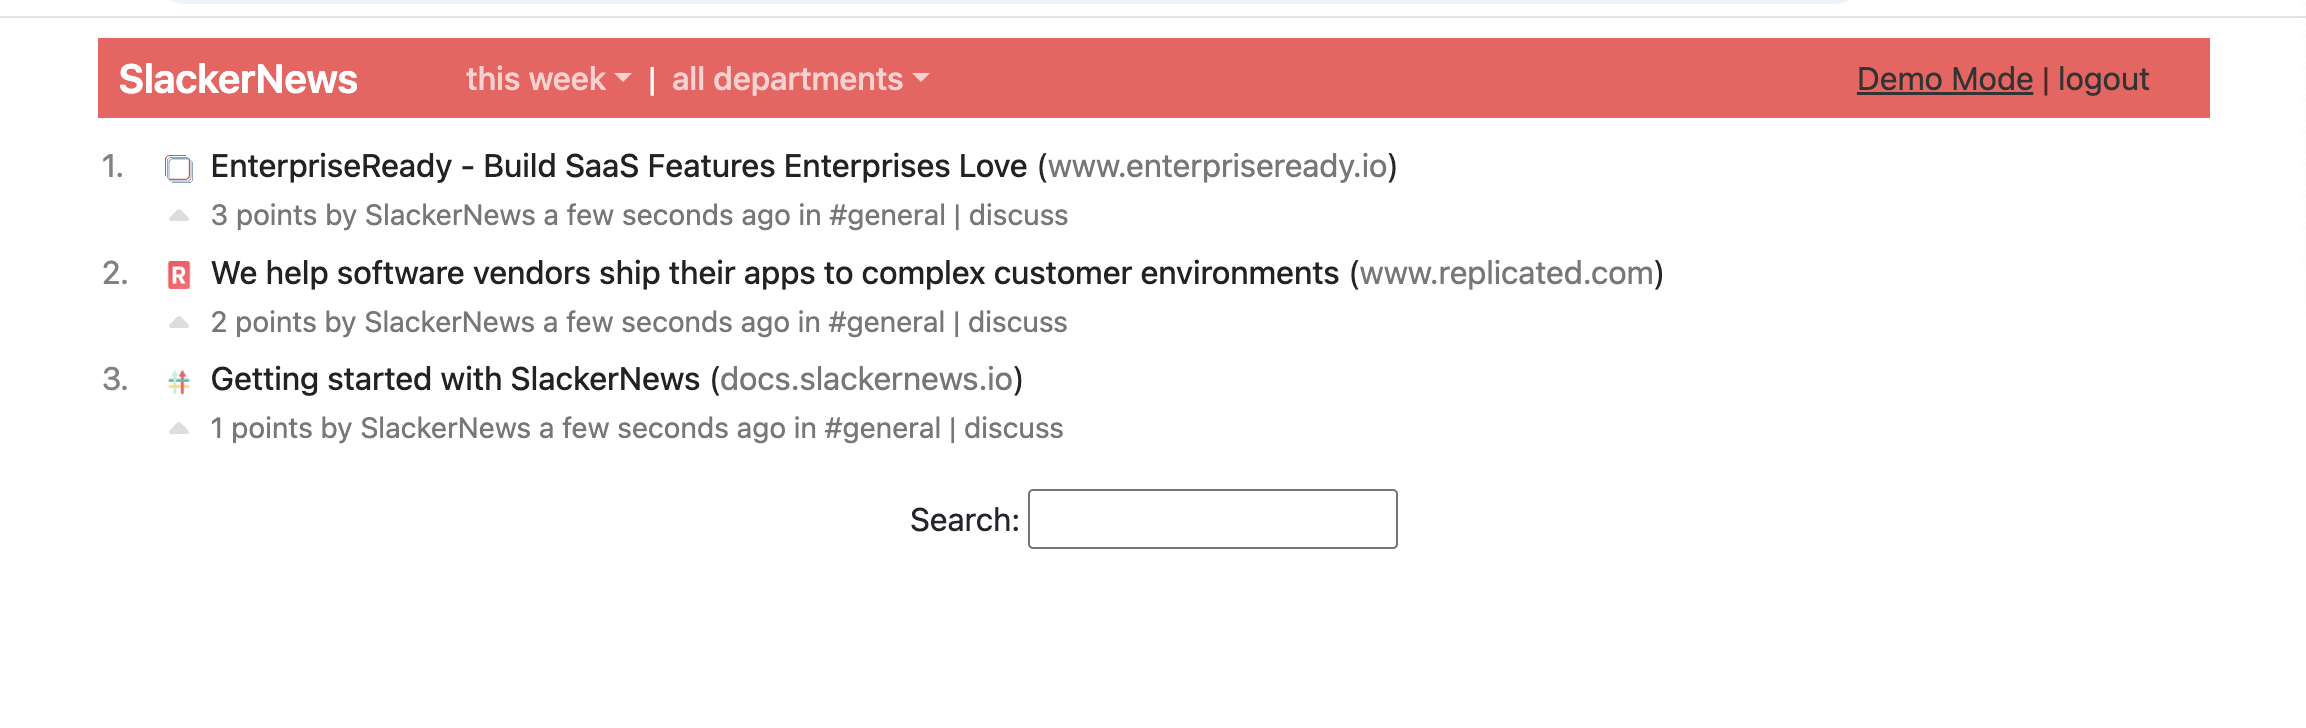 SlackerNews this week | all departments Demo Mode | logout
1. EnterpriseReady - Build SaaS Features Enterprises Love (www.enterpriseready.io)
3 points by SlackerNews a few seconds ago in #general | discuss
2. R We help software vendors ship their apps to complex customer environments (www.replicated.com)
2 points by SlackerNews a few seconds ago in #general | discuss
3. Getting started with SlackerNews (docs.slackernews.io)
1 points by SlackerNews a few seconds ago in #general | discuss
Search: